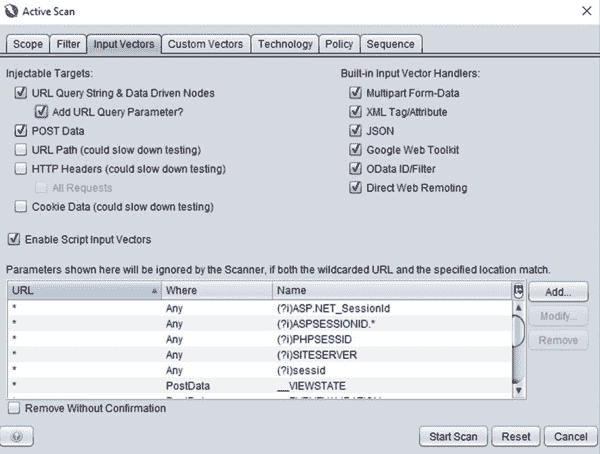 Active Scan
Scope Filter Input Vectors Custom Vectors Technology Policy Sequence
Injectable Targets:
URL Query String & Data Driven Nodes
Add URL Query Parameter?
POST Data
URL Path (could slow down testing)
HTTP Headers (could slow down testing)
All Requests
Cookie Data (could slow down testing)
Built-in Input Vector Handlers:
Multipart Form-Data
XML Tag/Attribute
JSON
Google Web Toolkit
OData ID/Filter
Direct Web Remoting
Enable Script Input Vectors
Parameters shown here will be ignored by the Scanner, if both the wildcarded URL and the specified location match.
URL Where Name
* Any (?i)ASP.NET_SessionId
* Any (?i)ASPSESSIONID.*
* Any (?i)PHPSESSID
* Any (?i)SITESERVER
* Any (?i)sessid
* PostData __VIEWSTATE
Add...
Modify...
Remove
Remove Without Confirmation
Start Scan Reset Cancel